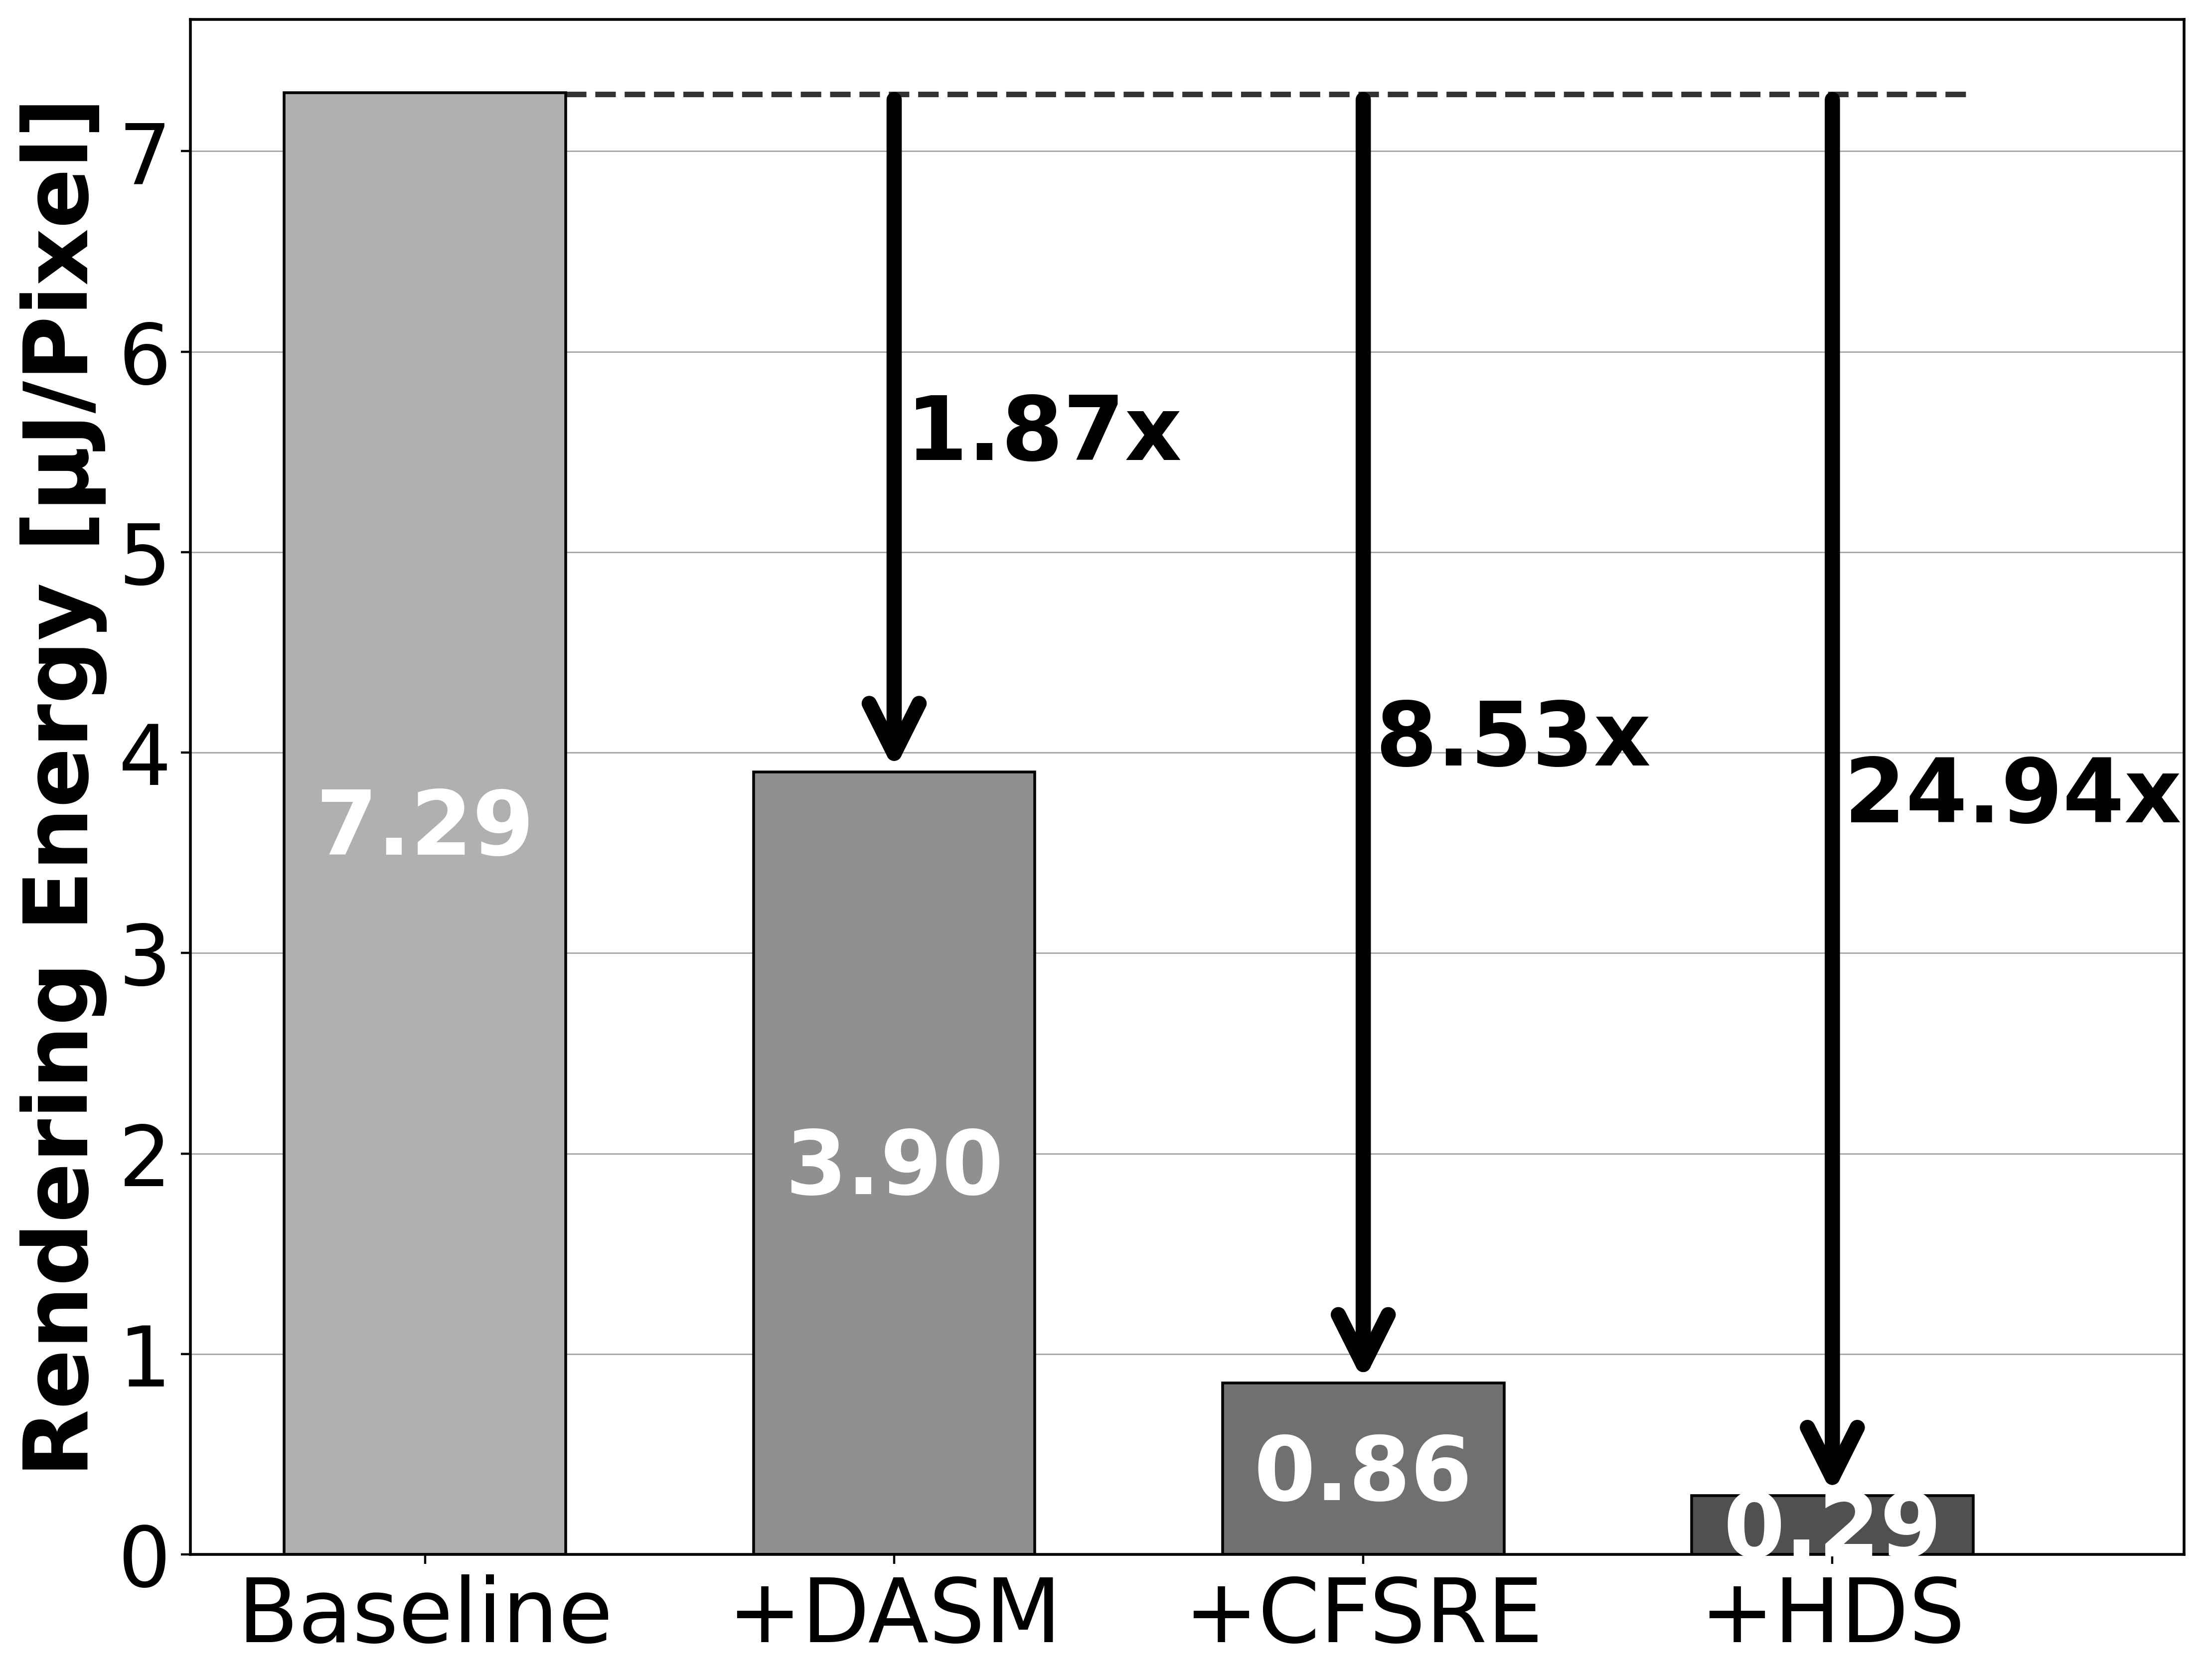 Rendering Energy [µJ/Pixel]
7
6
5
4
3
2
1
0
7.29
3.90
0.86
0.29
1.87x
8.53x
24.94x
Baseline
+DASM
+CFSRE
+HDS